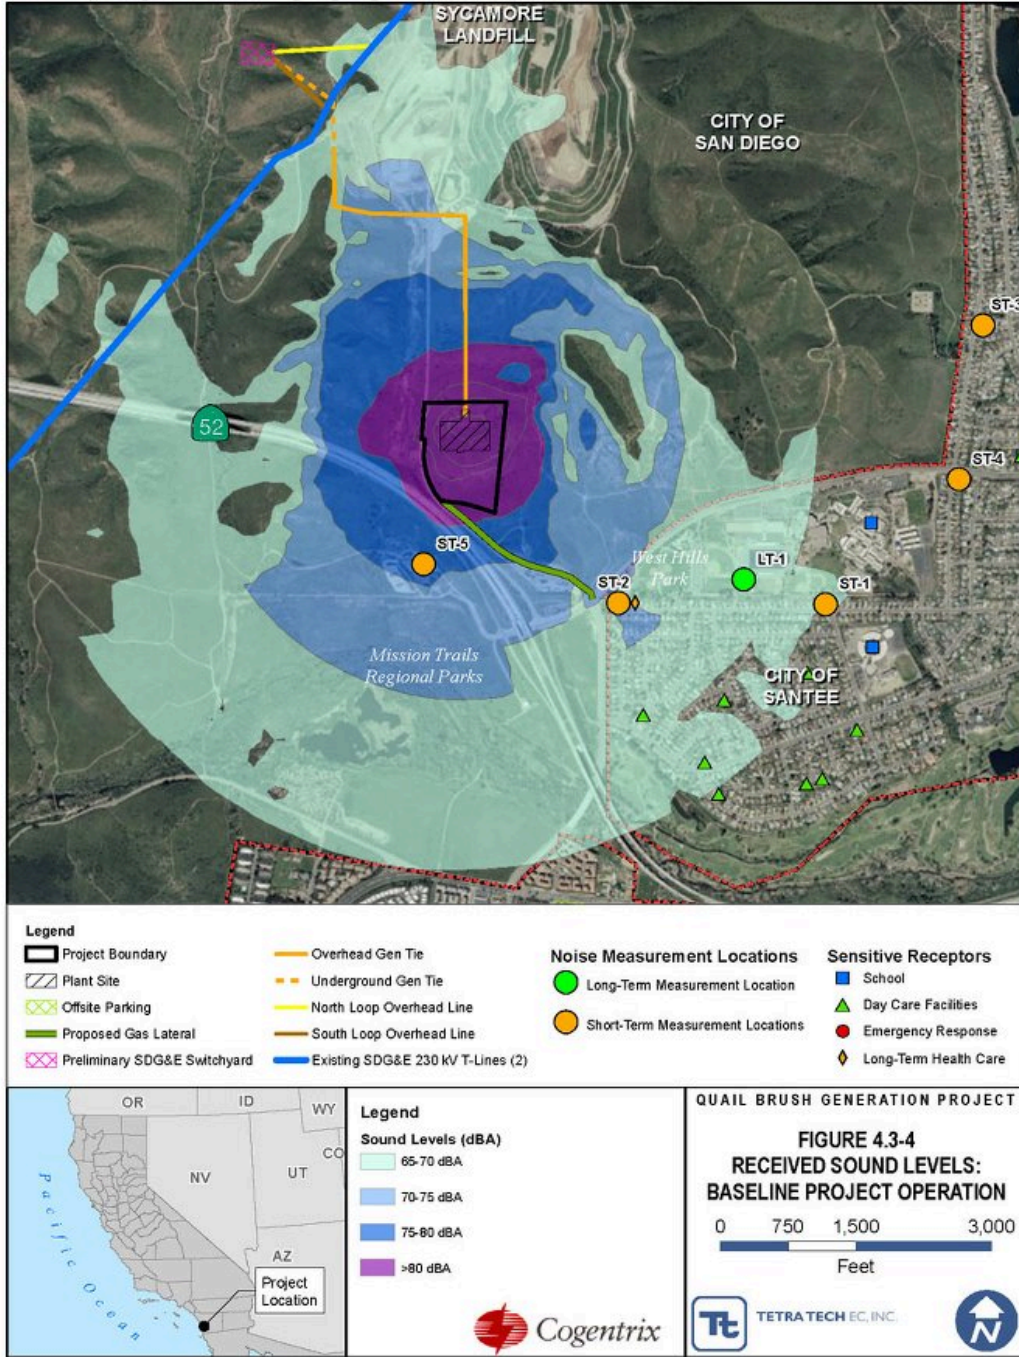 SYCAMORE
LANDFILL
CITY OF
SAN DIEGO
ST-3
52
ST-4
ST-5
West Hills
Park
LT-1
ST-2
ST-1
Mission Trails
Regional Parks
CITY OF
SANTEE
Legend
Project Boundary
Plant Site
Offsite Parking
Proposed Gas Lateral
Preliminary SDG&E Switchyard
Overhead Gen Tie
Underground Gen Tie
North Loop Overhead Line
South Loop Overhead Line
Existing SDG&E 230 kV T-Lines (2)
Noise Measurement Locations
Long-Term Measurement Location
Short-Term Measurement Locations
Sensitive Receptors
School
Day Care Facilities
Emergency Response
Long-Term Health Care
OR
ID
WY
NV
UT
CO
AZ
Pacific Ocean
Project
Location
Legend
Sound Levels (dBA)
65-70 dBA
70-75 dBA
75-80 dBA
>80 dBA
Cogentrix
QUAIL BRUSH GENERATION PROJECT
FIGURE 4.3-4
RECEIVED SOUND LEVELS:
BASELINE PROJECT OPERATION
0 750 1,500 3,000
Feet
Tt
TETRA TECH EC, INC.
N